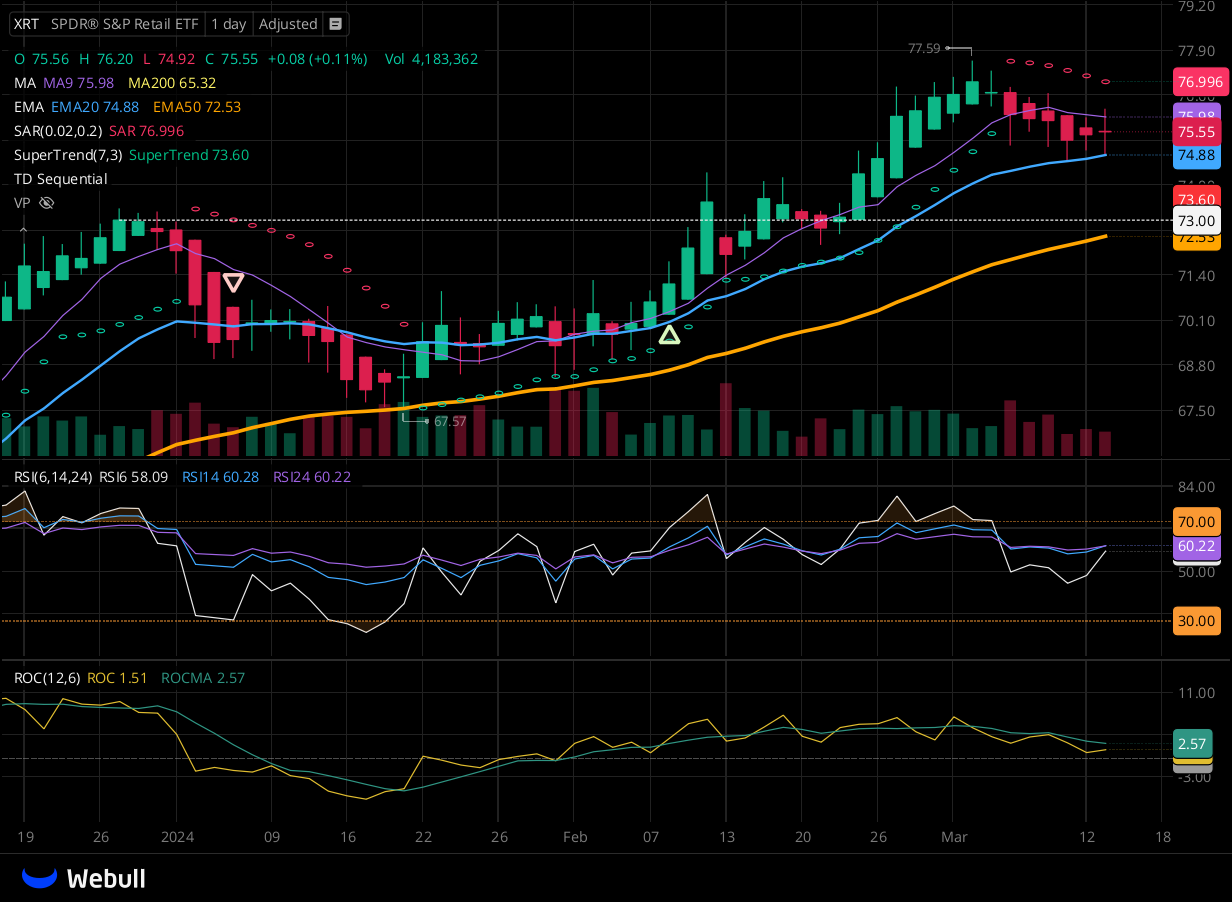 XRT SPDR® S&P Retail ETF 1 day Adjusted
O 75.56 H 76.20 L 74.92 C 75.55 +0.08 (+0.11%) Vol 4,183,362
MA MA9 75.98 MA200 65.32
EMA EMA20 74.88 EMA50 72.53
SAR(0.02,0.2) SAR 76.996
SuperTrend(7,3) SuperTrend 73.60
TD Sequential
VP
77.59
67.57
79.20
77.90
76.996
75.98
75.55
74.88
73.60
73.00
72.53
71.40
70.10
68.80
67.50
RSI(6,14,24) RSI6 58.09 RSI14 60.28 RSI24 60.22
84.00
70.00
60.22
50.00
30.00
ROC(12,6) ROC 1.51 ROCMA 2.57
11.00
2.57
-3.00
19 26 2024 09 16 22 26 Feb 07 13 20 26 Mar 12 18
Webull